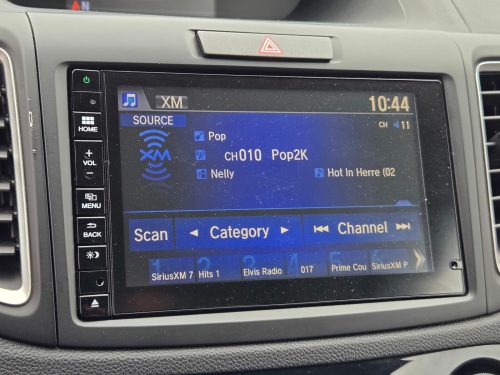 N
XM
10:44
SOURCE
CH 11
Pop
XM
CH010 Pop2K
Nelly
Hot In Herre (02
HOME
+
VOL
-
MENU
BACK
Scan
Category
Channel
1 2 3 4 5 6
SiriusXM 7 Hits 1 Elvis Radio 017 Prime Cou SiriusXM P